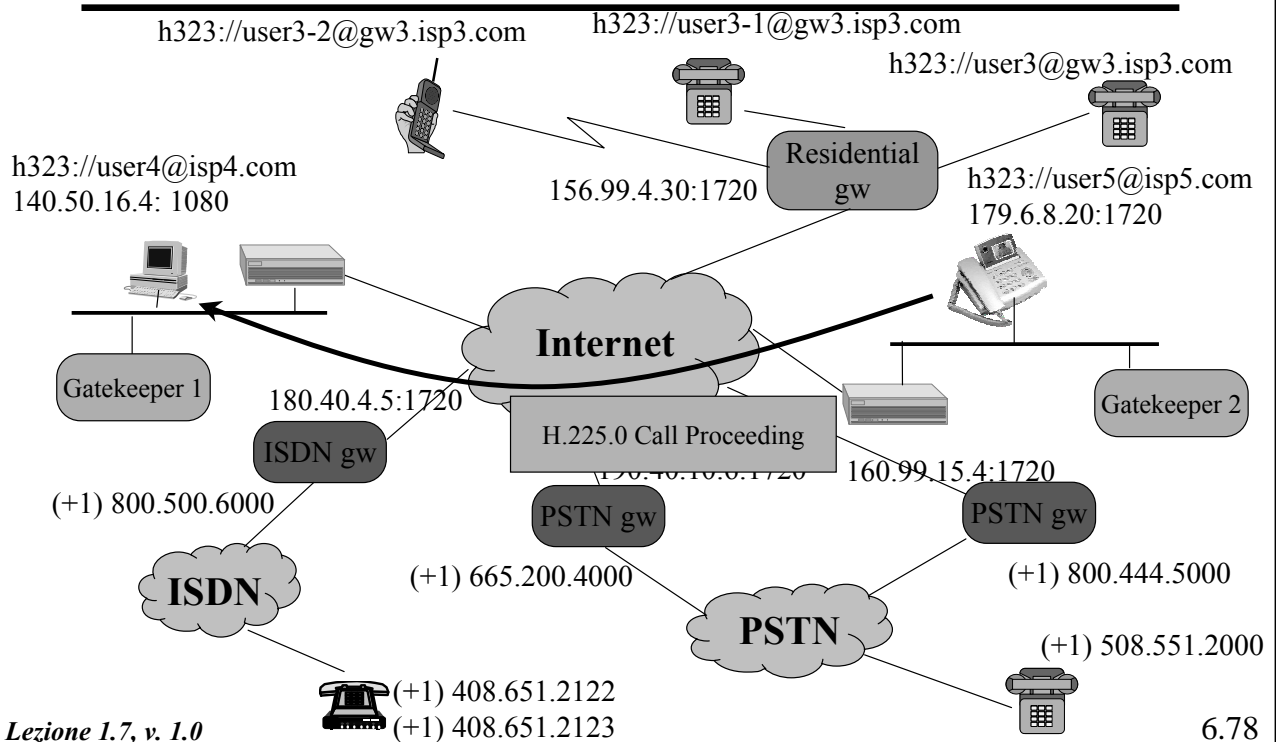 h323://user3-2@gw3.isp3.com
h323://user3-1@gw3.isp3.com
h323://user3@gw3.isp3.com
h323://user4@isp4.com
140.50.16.4: 1080
156.99.4.30:1720
Residential
gw
h323://user5@isp5.com
179.6.8.20:1720
Internet
Gatekeeper 1
180.40.4.5:1720
Gatekeeper 2
H.225.0 Call Proceeding
ISDN gw
160.99.15.4:1720
(+1) 800.500.6000
PSTN gw
PSTN gw
(+1) 665.200.4000
(+1) 800.444.5000
ISDN
PSTN
(+1) 508.551.2000
(+1) 408.651.2122
(+1) 408.651.2123
Lezione 1.7, v. 1.0
6.78